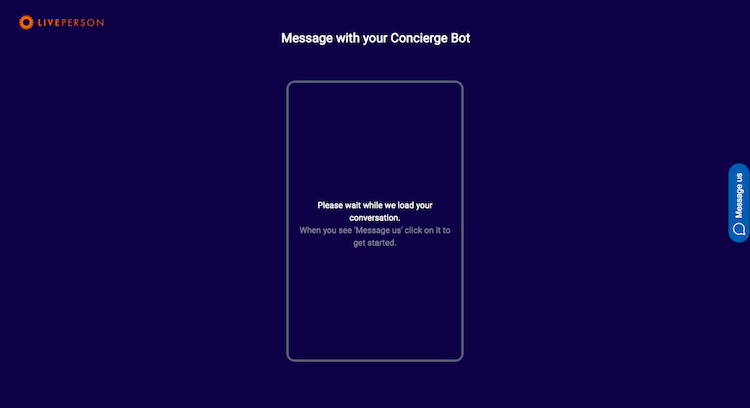 LIVEPERSON
Message with your Concierge Bot
Please wait while we load your
conversation.
When you see 'Message us' click on it to
get started.
Message us